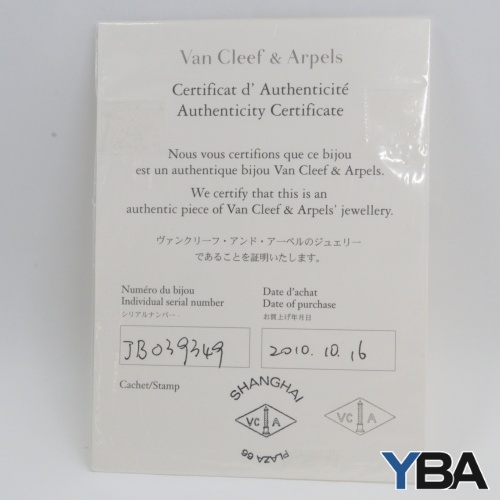 Van Cleef & Arpels
Certificat d' Authenticité
Authenticity Certificate
Nous vous certifions que ce bijou
est un authentique bijou Van Cleef & Arpels.
We certify that this is an
authentic piece of Van Cleef & Arpels' jewellery.
ヴァンクリーフ・アンド・アーペルのジュエリー
であることを証明いたします。
Numéro du bijou
Individual serial number
シリアルナンバー
Date d'achat
Date of purchase
お買上げ年月日
JB039349
2010.10.16
Cachet/Stamp
SHANGHAI
VC A
PLAZA 66
VC A
YBA